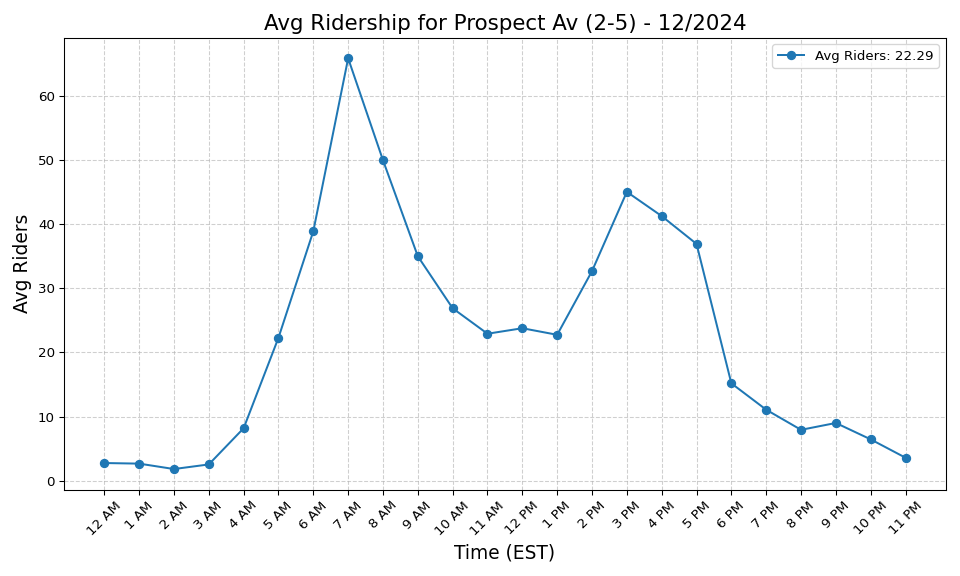 Avg Ridership for Prospect Av (2-5) - 12/2024
Avg Riders: 22.29
Avg Riders
60
50
40
30
20
10
0
12 AM
1 AM
2 AM
3 AM
4 AM
5 AM
6 AM
7 AM
8 AM
9 AM
10 AM
11 AM
12 PM
1 PM
2 PM
3 PM
4 PM
5 PM
6 PM
7 PM
8 PM
9 PM
10 PM
11 PM
Time (EST)